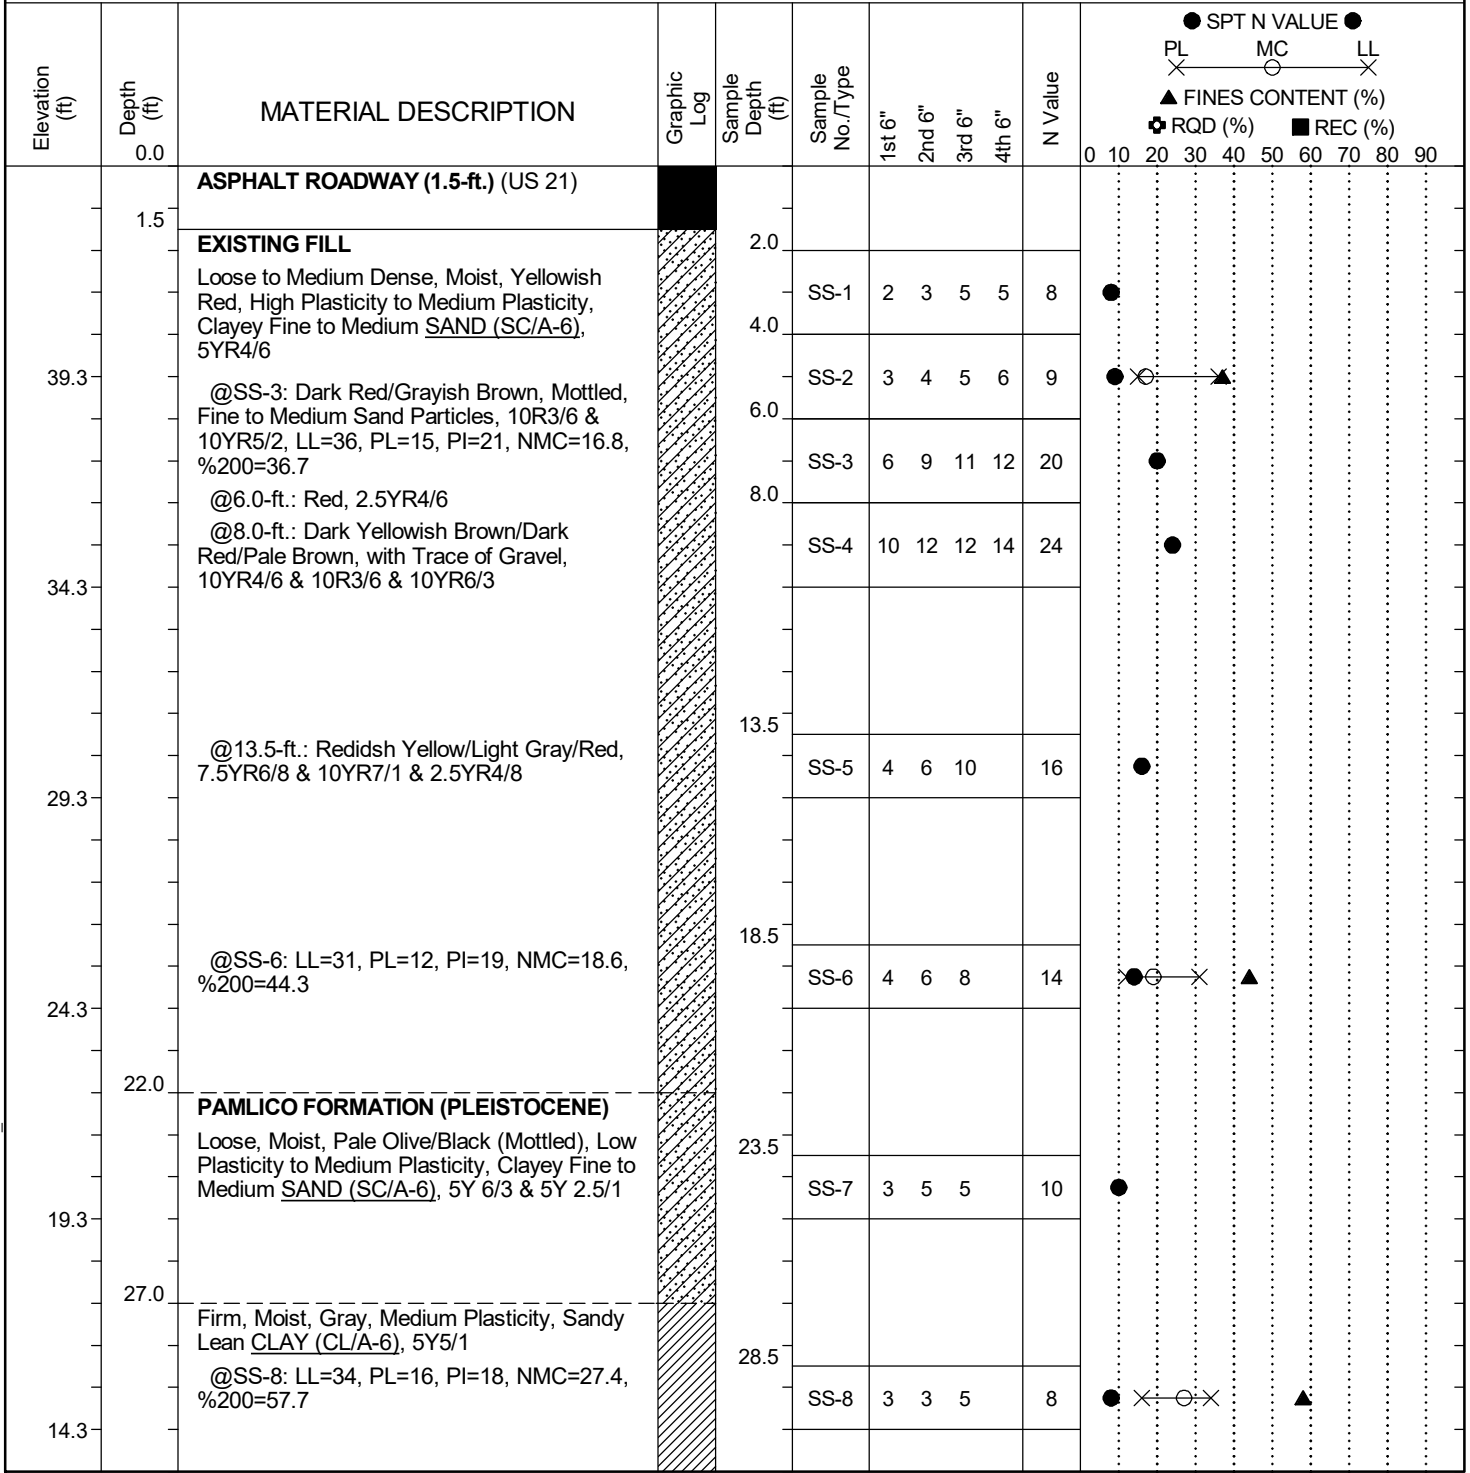 ● SPT N VALUE ●
PL MC LL
▲ FINES CONTENT (%)
RQD (%) ■ REC (%)
0 10 20 30 40 50 60 70 80 90
Elevation (ft)
Depth (ft)
0.0
MATERIAL DESCRIPTION
Graphic Log
Sample Depth (ft)
Sample No./Type
1st 6"
2nd 6"
3rd 6"
4th 6"
N Value
ASPHALT ROADWAY (1.5-ft.) (US 21)
1.5
EXISTING FILL
2.0
Loose to Medium Dense, Moist, Yellowish
Red, High Plasticity to Medium Plasticity,
Clayey Fine to Medium SAND (SC/A-6),
5YR4/6
SS-1 2 3 5 5 8
4.0
39.3
@SS-3: Dark Red/Grayish Brown, Mottled,
Fine to Medium Sand Particles, 10R3/6 &
10YR5/2, LL=36, PL=15, PI=21, NMC=16.8,
%200=36.7
SS-2 3 4 5 6 9
6.0
SS-3 6 9 11 12 20
@6.0-ft.: Red, 2.5YR4/6
8.0
@8.0-ft.: Dark Yellowish Brown/Dark
Red/Pale Brown, with Trace of Gravel,
10YR4/6 & 10R3/6 & 10YR6/3
SS-4 10 12 12 14 24
34.3
13.5
@13.5-ft.: Redidsh Yellow/Light Gray/Red,
7.5YR6/8 & 10YR7/1 & 2.5YR4/8
SS-5 4 6 10 16
29.3
18.5
@SS-6: LL=31, PL=12, PI=19, NMC=18.6,
%200=44.3
SS-6 4 6 8 14
24.3
22.0
PAMLICO FORMATION (PLEISTOCENE)
Loose, Moist, Pale Olive/Black (Mottled), Low
Plasticity to Medium Plasticity, Clayey Fine to
Medium SAND (SC/A-6), 5Y 6/3 & 5Y 2.5/1
23.5
SS-7 3 5 5 10
19.3
27.0
Firm, Moist, Gray, Medium Plasticity, Sandy
Lean CLAY (CL/A-6), 5Y5/1
28.5
@SS-8: LL=34, PL=16, PI=18, NMC=27.4,
%200=57.7
SS-8 3 3 5 8
14.3